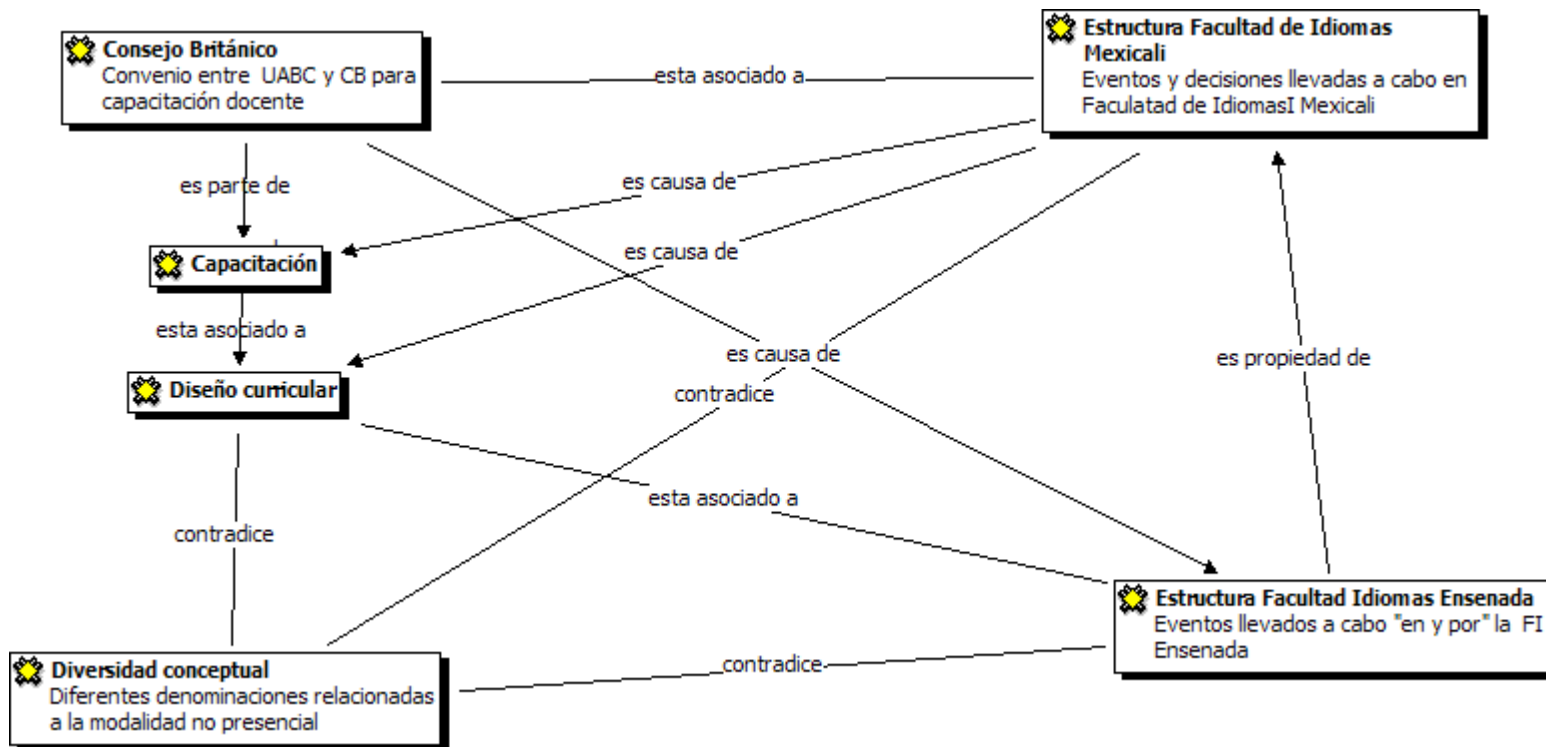 Consejo Británico
Convenio entre UABC y CB para
capacitación docente
esta asociado a
Estructura Facultad de Idiomas
Mexicali
Eventos y decisiones llevadas a cabo en
Faculatad de IdiomasI Mexicali
es parte de
es causa de
Capacitación
es causa de
esta asociado a
es causa de
es propiedad de
Diseño curricular
contradice
esta asociado a
contradice
Estructura Facultad Idiomas Ensenada
Eventos llevados a cabo "en y por" la FI
Ensenada
Diversidad conceptual
Diferentes denominaciones relacionadas
a la modalidad no presencial
contradice